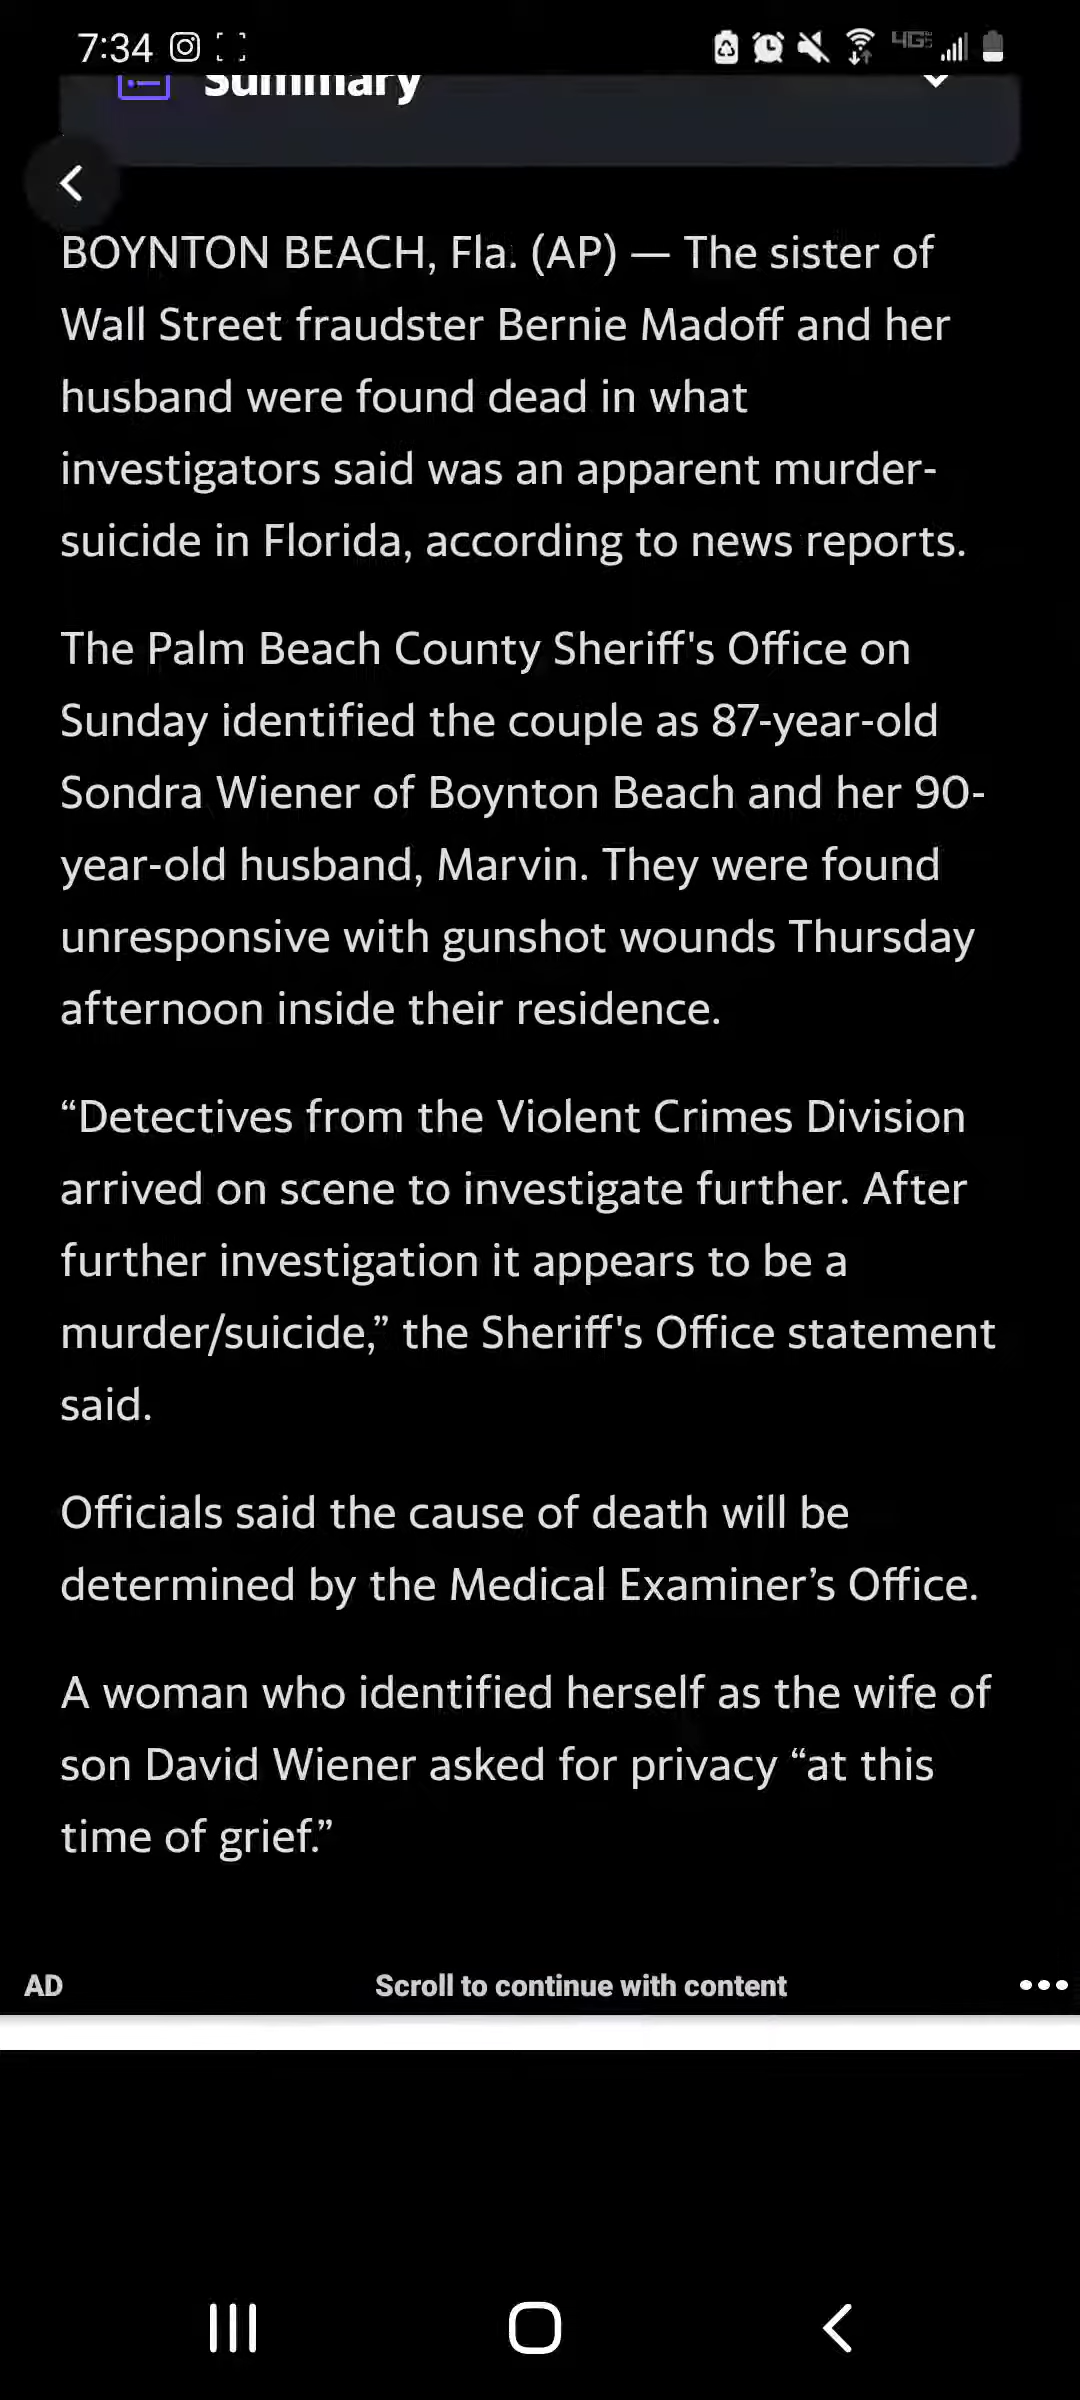 7:34 4G
Summary
BOYNTON BEACH, Fla. (AP) — The sister of
Wall Street fraudster Bernie Madoff and her
husband were found dead in what
investigators said was an apparent murder-
suicide in Florida, according to news reports.
The Palm Beach County Sheriff's Office on
Sunday identified the couple as 87-year-old
Sondra Wiener of Boynton Beach and her 90-
year-old husband, Marvin. They were found
unresponsive with gunshot wounds Thursday
afternoon inside their residence.
“Detectives from the Violent Crimes Division
arrived on scene to investigate further. After
further investigation it appears to be a
murder/suicide,” the Sheriff's Office statement
said.
Officials said the cause of death will be
determined by the Medical Examiner’s Office.
A woman who identified herself as the wife of
son David Wiener asked for privacy “at this
time of grief.”
AD Scroll to continue with content